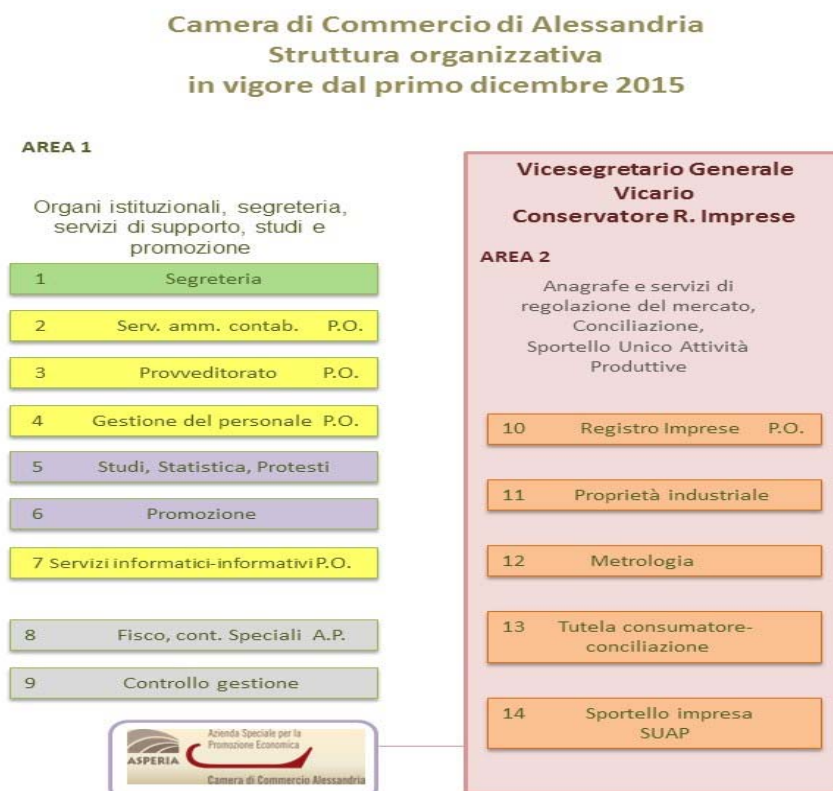 Camera di Commercio di Alessandria
Struttura organizzativa
in vigore dal primo dicembre 2015
AREA 1
Organi istituzionali, segreteria,
servizi di supporto, studi e
promozione
1 Segreteria
2 Serv. amm. contab. P.O.
3 Provveditorato P.O.
4 Gestione del personale P.O.
5 Studi, Statistica, Protesti
6 Promozione
7 Servizi informatici-informativi P.O.
8 Fisco, cont. Speciali A.P.
9 Controllo gestione
ASPERIA
Azienda Speciale per la
Promozione Economica
Camera di Commercio Alessandria
Vicesegretario Generale
Vicario
Conservatore R. Imprese
AREA 2
Anagrafe e servizi di
regolazione del mercato,
Conciliazione,
Sportello Unico Attività
Produttive
10 Registro Imprese P.O.
11 Proprietà industriale
12 Metrologia
13 Tutela consumatore-
conciliazione
14 Sportello impresa
SUAP